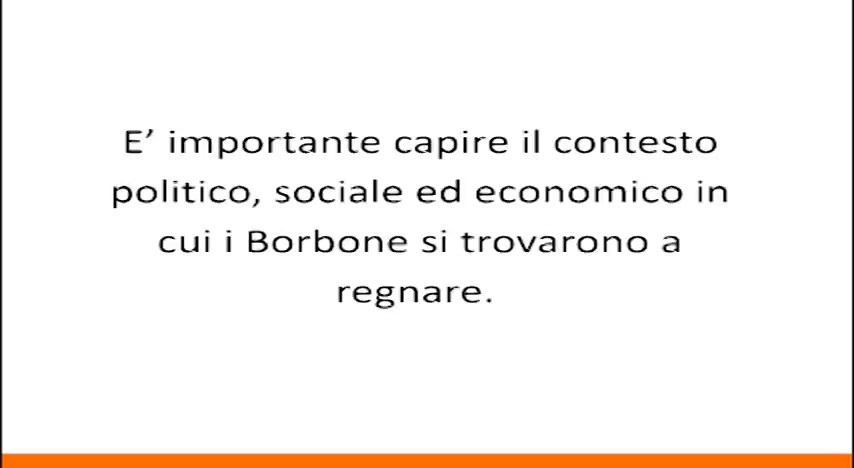 E’ importante capire il contesto
politico, sociale ed economico in
cui i Borbone si trovarono a
regnare.